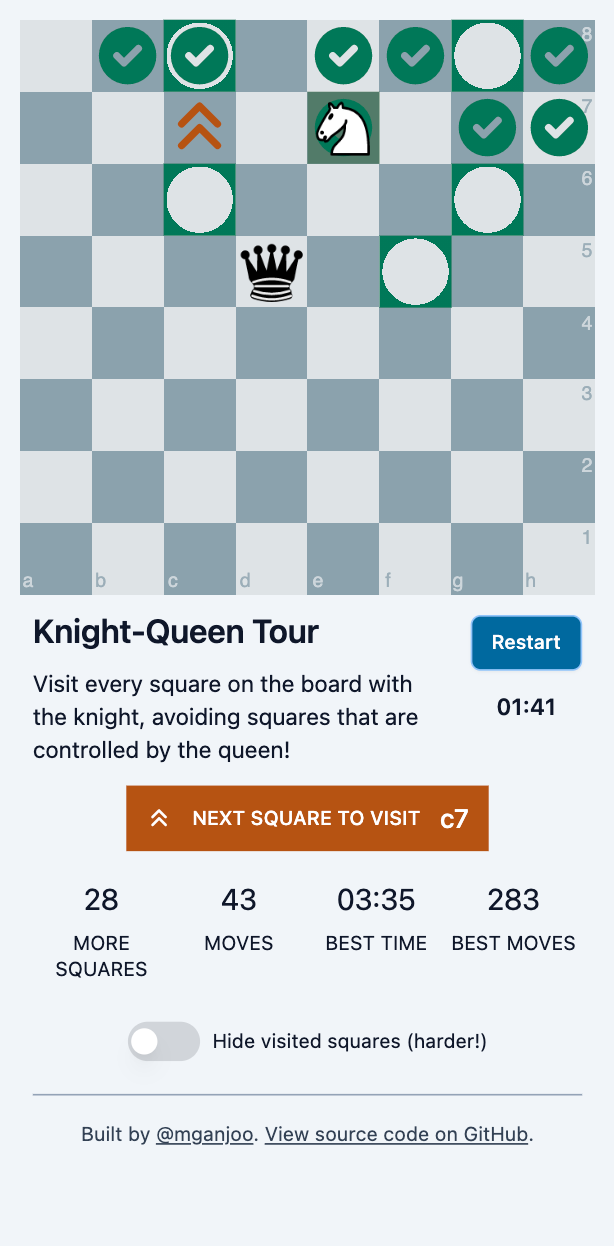 8
7
6
5
4
3
2
1
a b c d e f g h
Knight-Queen Tour
Restart
Visit every square on the board with
the knight, avoiding squares that are
controlled by the queen!
01:41
NEXT SQUARE TO VISIT c7
28 43 03:35 283
MORE SQUARES MOVES BEST TIME BEST MOVES
Hide visited squares (harder!)
Built by @mganjoo. View source code on GitHub.